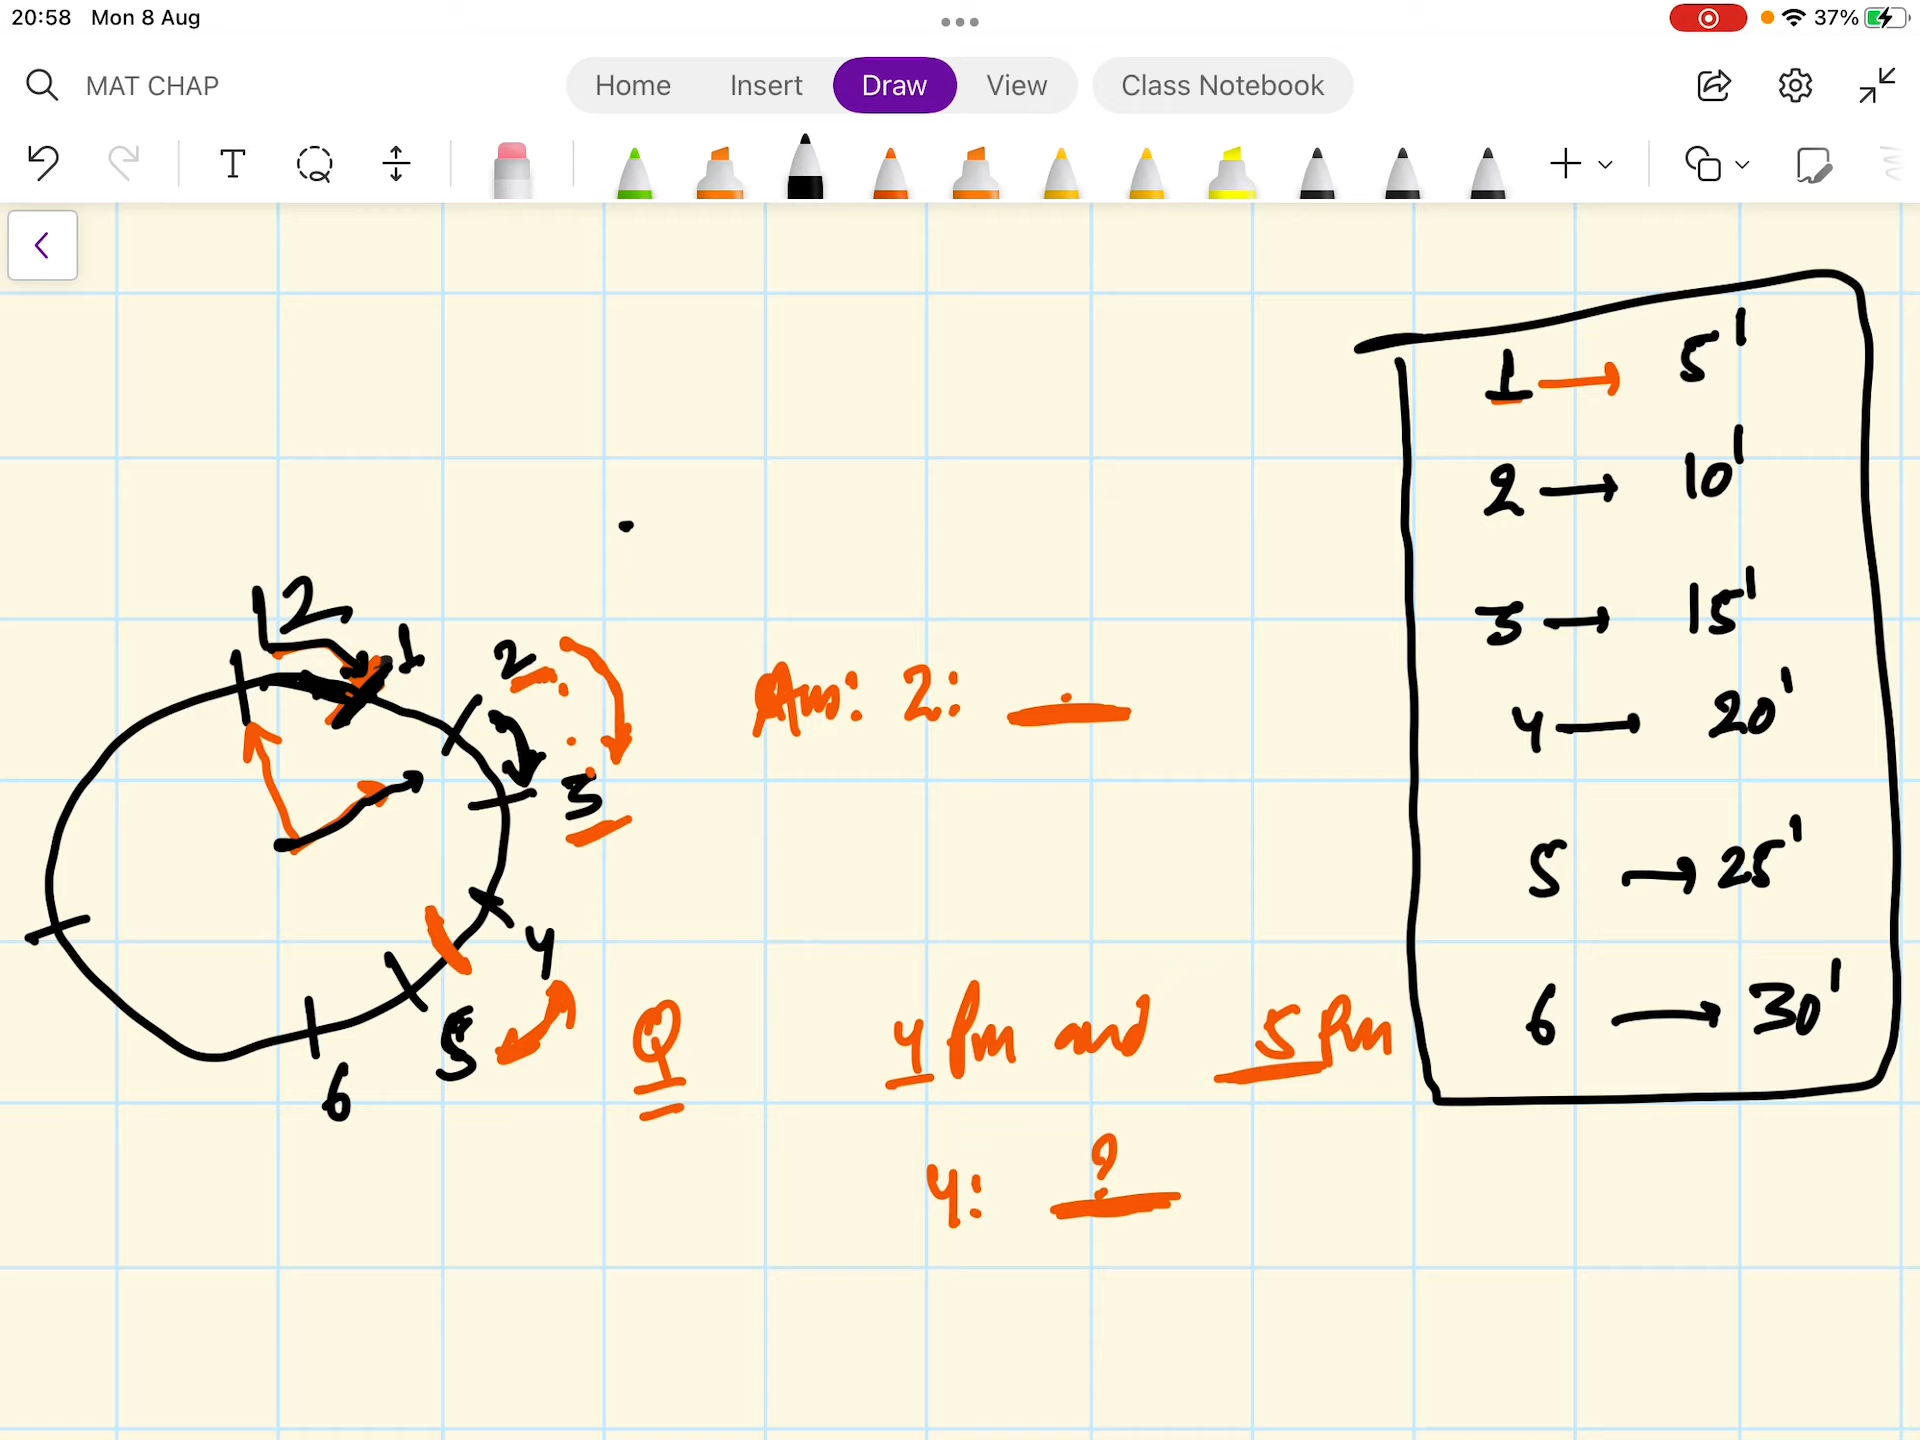 20:58 Mon 8 Aug
37%
MAT CHAP
Home Insert Draw View Class Notebook
T
12
1
2
3
4
5
6
Ans: 2:
Q 4 pm and 5 pm
4: ?
1 → 5'
2 → 10'
3 → 15'
4 → 20'
5 → 25'
6 → 30'